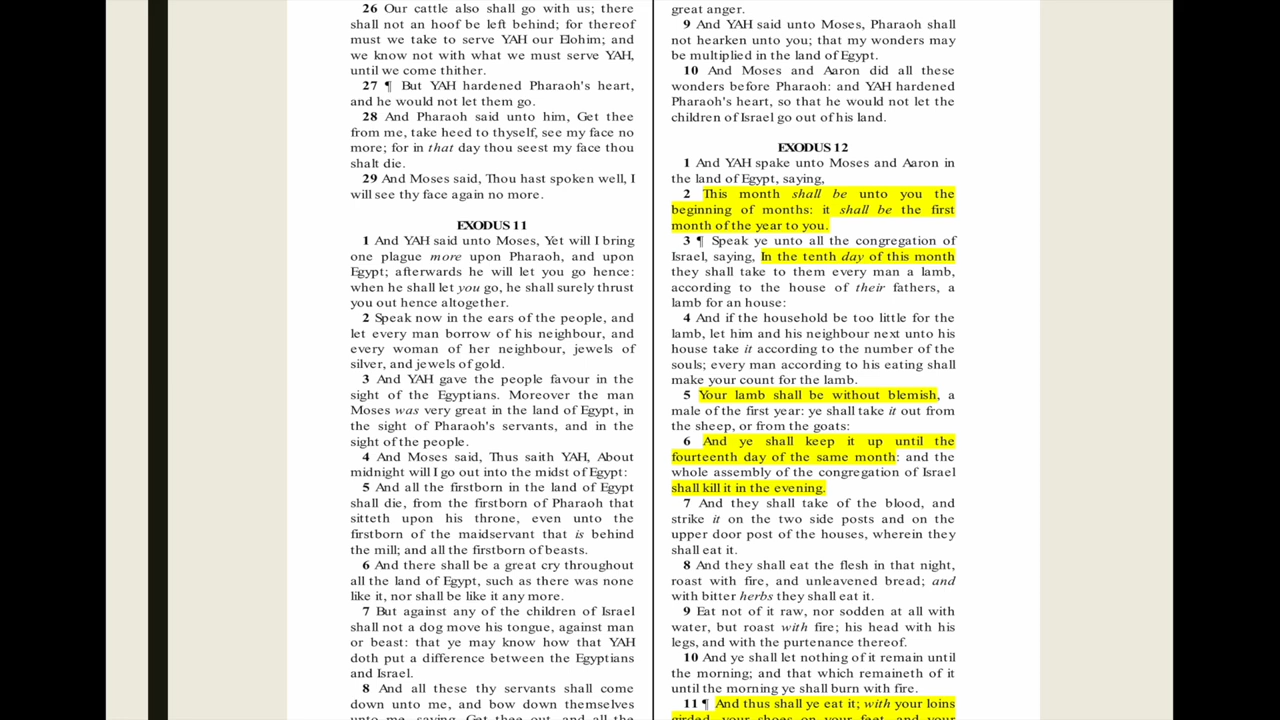 26 Our cattle also shall go with us; there
shall not an hoof be left behind; for thereof
must we take to serve YAH our Elohim; and
we know not with what we must serve YAH,
until we come thither.
27 ¶ But YAH hardened Pharaoh's heart,
and he would not let them go.
28 And Pharaoh said unto him, Get thee
from me, take heed to thyself, see my face no
more; for in that day thou seest my face thou
shalt die.
29 And Moses said, Thou hast spoken well, I
will see thy face again no more.
EXODUS 11
1 And YAH said unto Moses, Yet will I bring
one plague more upon Pharaoh, and upon
Egypt; afterwards he will let you go hence:
when he shall let you go, he shall surely thrust
you out hence altogether.
2 Speak now in the ears of the people, and
let every man borrow of his neighbour, and
every woman of her neighbour, jewels of
silver, and jewels of gold.
3 And YAH gave the people favour in the
sight of the Egyptians. Moreover the man
Moses was very great in the land of Egypt, in
the sight of Pharaoh's servants, and in the
sight of the people.
4 And Moses said, Thus saith YAH, About
midnight will I go out into the midst of Egypt:
5 And all the firstborn in the land of Egypt
shall die, from the firstborn of Pharaoh that
sitteth upon his throne, even unto the
firstborn of the maidservant that is behind
the mill; and all the firstborn of beasts.
6 And there shall be a great cry throughout
all the land of Egypt, such as there was none
like it, nor shall be like it any more.
7 But against any of the children of Israel
shall not a dog move his tongue, against man
or beast: that ye may know how that YAH
doth put a difference between the Egyptians
and Israel.
8 And all these thy servants shall come
down unto me, and bow down themselves
unto me, saying, Get thee out, and all the
great anger.
9 And YAH said unto Moses, Pharaoh shall
not hearken unto you; that my wonders may
be multiplied in the land of Egypt.
10 And Moses and Aaron did all these
wonders before Pharaoh: and YAH hardened
Pharaoh's heart, so that he would not let the
children of Israel go out of his land.
EXODUS 12
1 And YAH spake unto Moses and Aaron in
the land of Egypt, saying,
2 This month shall be unto you the
beginning of months: it shall be the first
month of the year to you.
3 ¶ Speak ye unto all the congregation of
Israel, saying, In the tenth day of this month
they shall take to them every man a lamb,
according to the house of their fathers, a
lamb for an house:
4 And if the household be too little for the
lamb, let him and his neighbour next unto his
house take it according to the number of the
souls; every man according to his eating shall
make your count for the lamb.
5 Your lamb shall be without blemish, a
male of the first year: ye shall take it out from
the sheep, or from the goats:
6 And ye shall keep it up until the
fourteenth day of the same month: and the
whole assembly of the congregation of Israel
shall kill it in the evening.
7 And they shall take of the blood, and
strike it on the two side posts and on the
upper door post of the houses, wherein they
shall eat it.
8 And they shall eat the flesh in that night,
roast with fire, and unleavened bread; and
with bitter herbs they shall eat it.
9 Eat not of it raw, nor sodden at all with
water, but roast with fire; his head with his
legs, and with the purtenance thereof.
10 And ye shall let nothing of it remain until
the morning; and that which remaineth of it
until the morning ye shall burn with fire.
11 ¶ And thus shall ye eat it; with your loins
girded, your shoes on your feet, and your